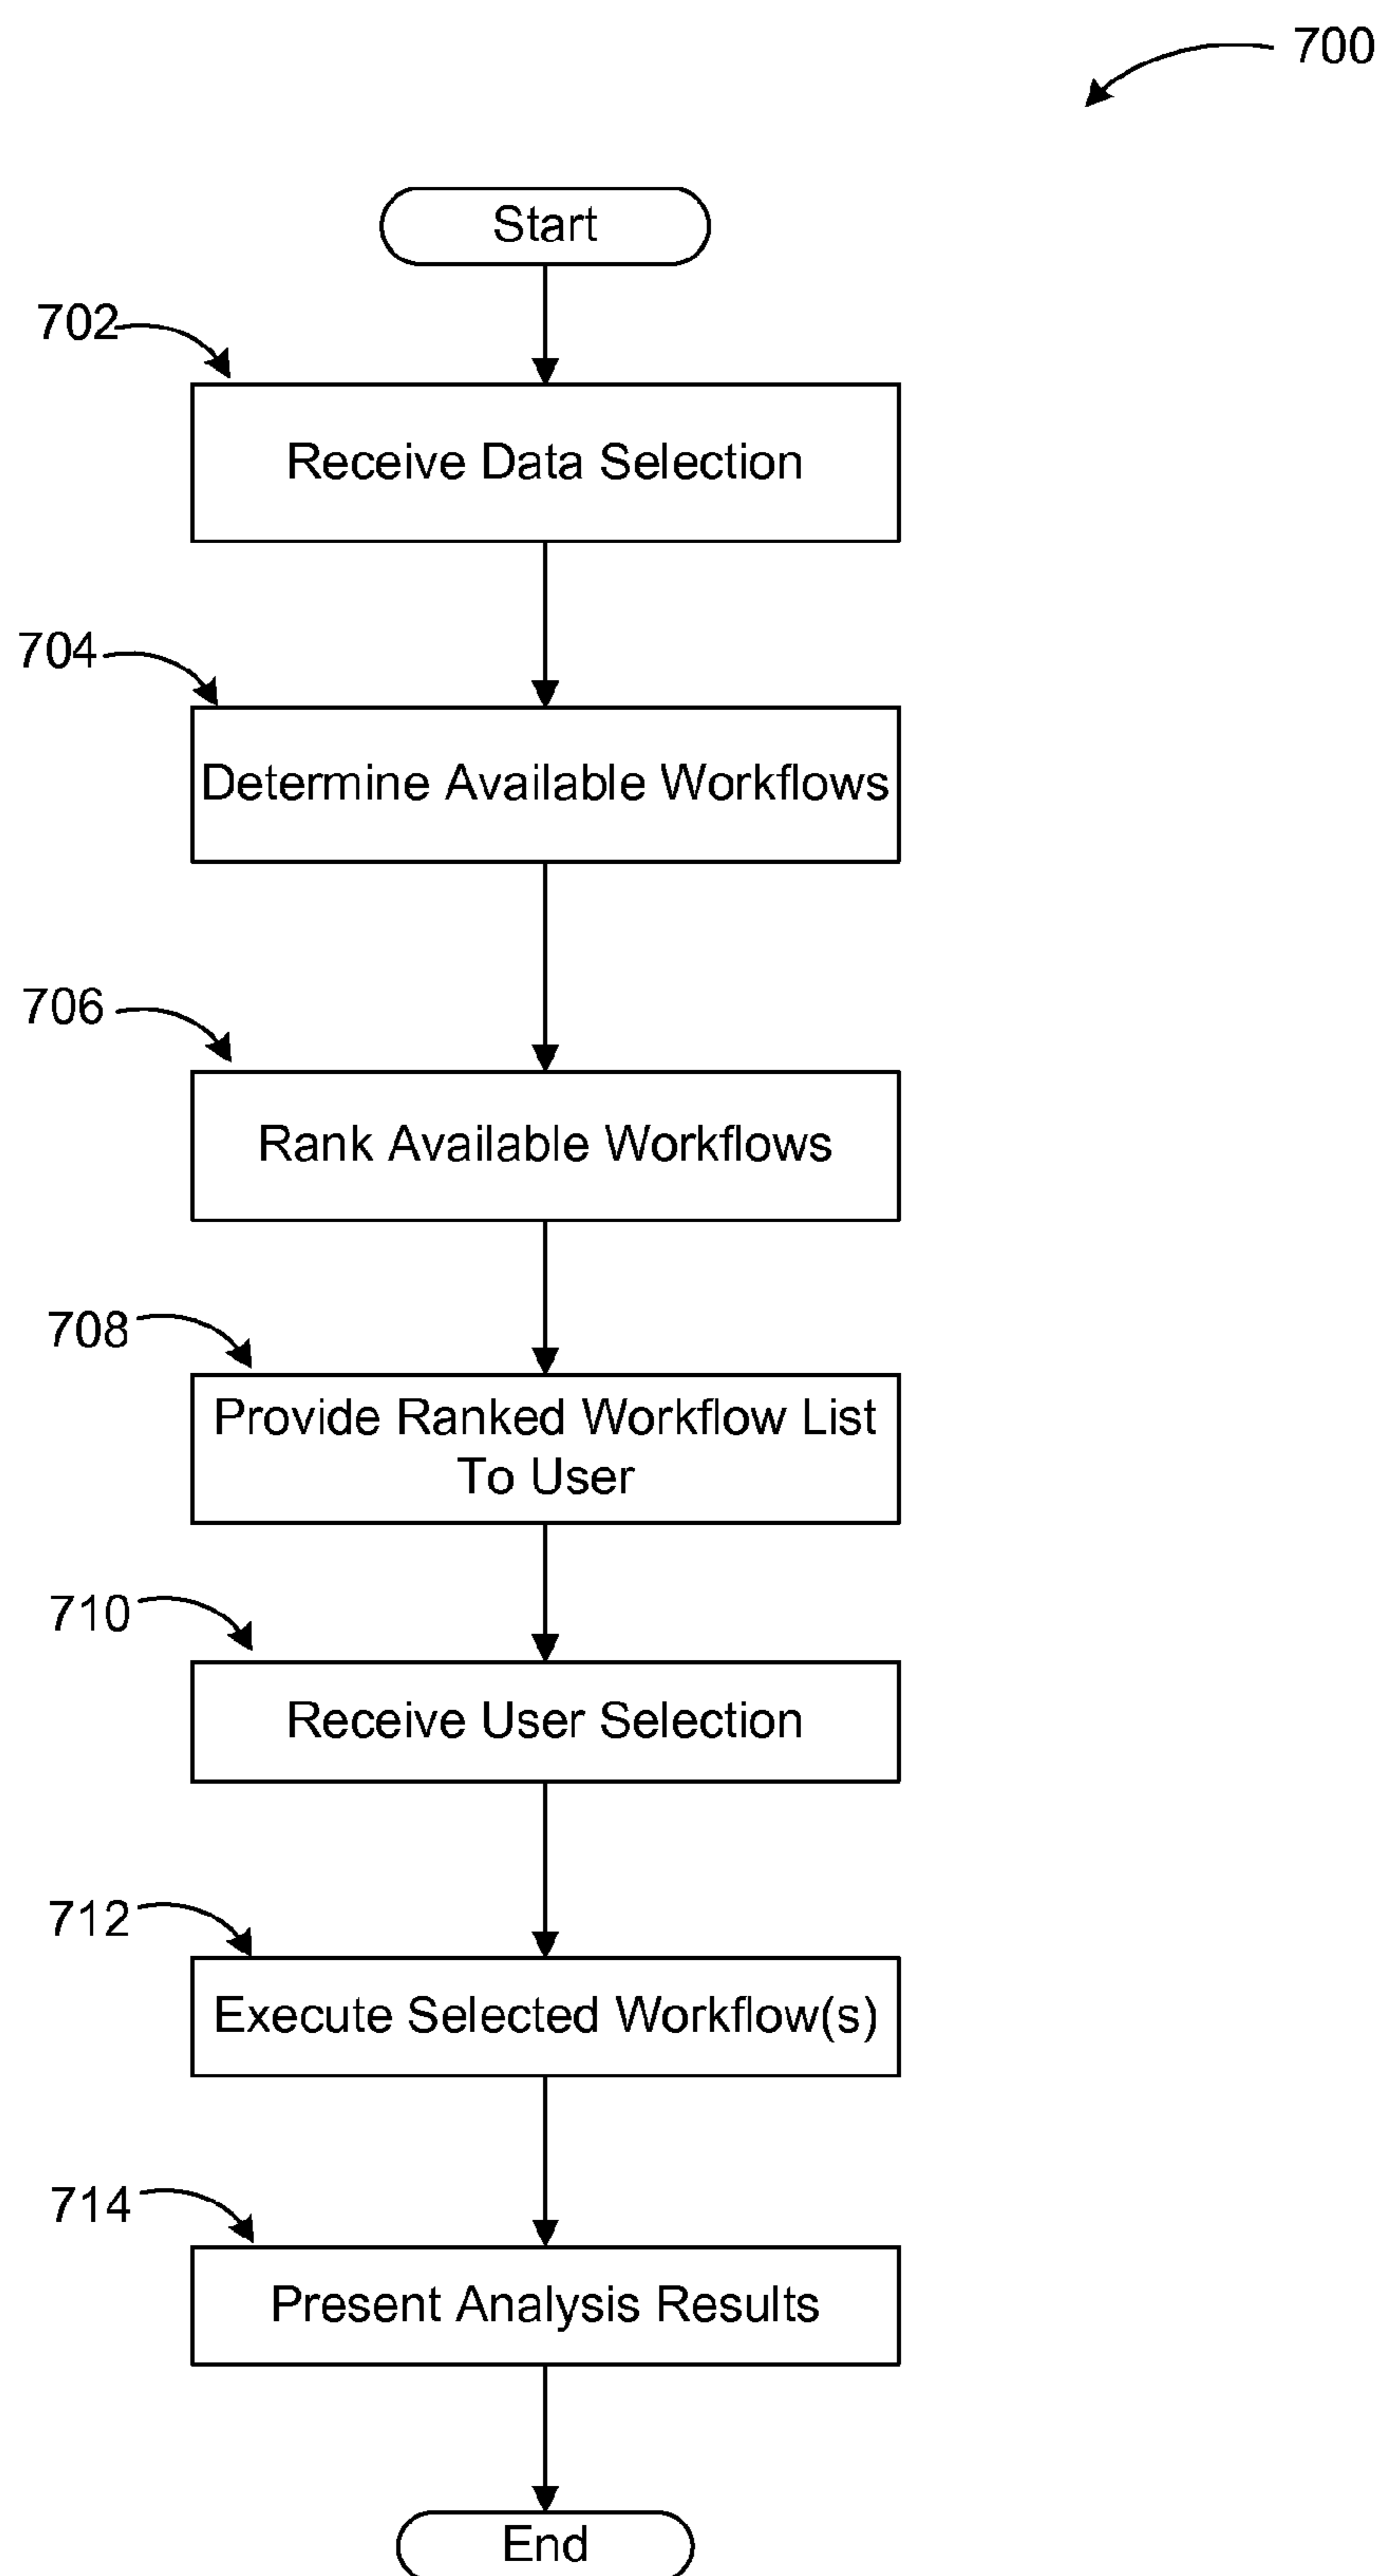 700
Start
702
Receive Data Selection
704
Determine Available Workflows
706
Rank Available Workflows
708
Provide Ranked Workflow List
To User
710
Receive User Selection
712
Execute Selected Workflow(s)
714
Present Analysis Results
End